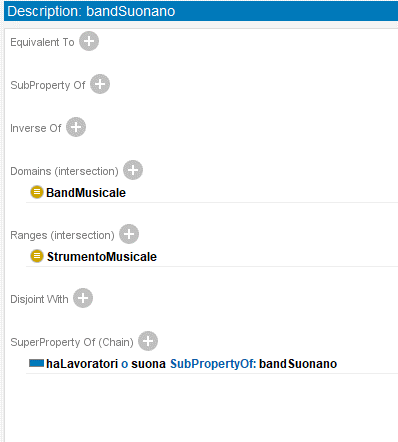 Description: bandSuonano
Equivalent To
SubProperty Of
Inverse Of
Domains (intersection)
BandMusicale
Ranges (intersection)
StrumentoMusicale
Disjoint With
SuperProperty Of (Chain)
haLavoratori o suona SubPropertyOf: bandSuonano